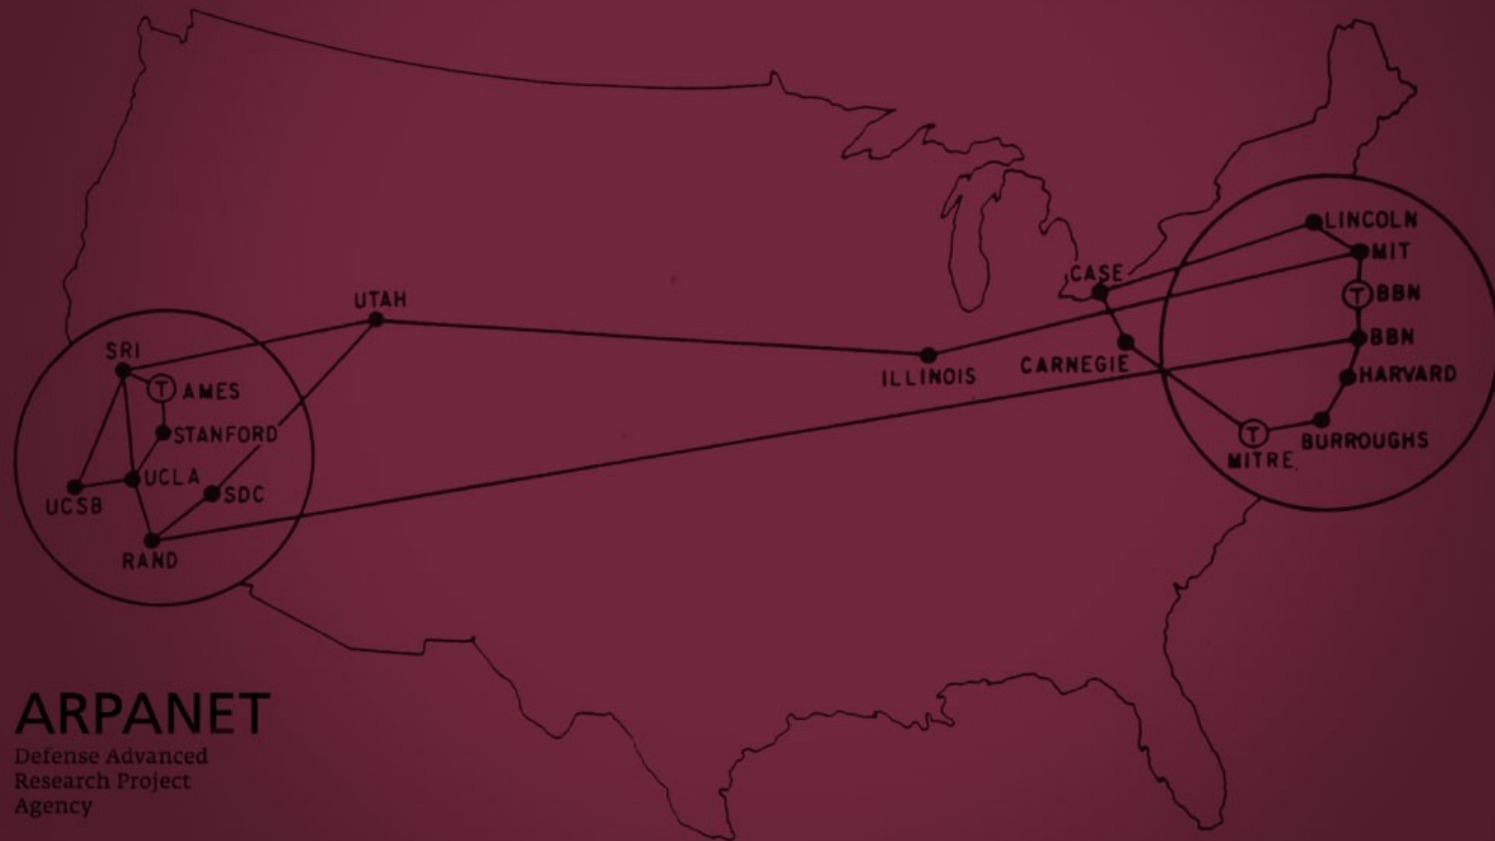 LINCOLN
MIT
T BBN
BBN
HARVARD
BURROUGHS
T
MITRE
CASE
CARNEGIE
ILLINOIS
UTAH
SRI
T AMES
STANFORD
UCLA
SDC
UCSB
RAND
ARPANET
Defense Advanced
Research Project
Agency